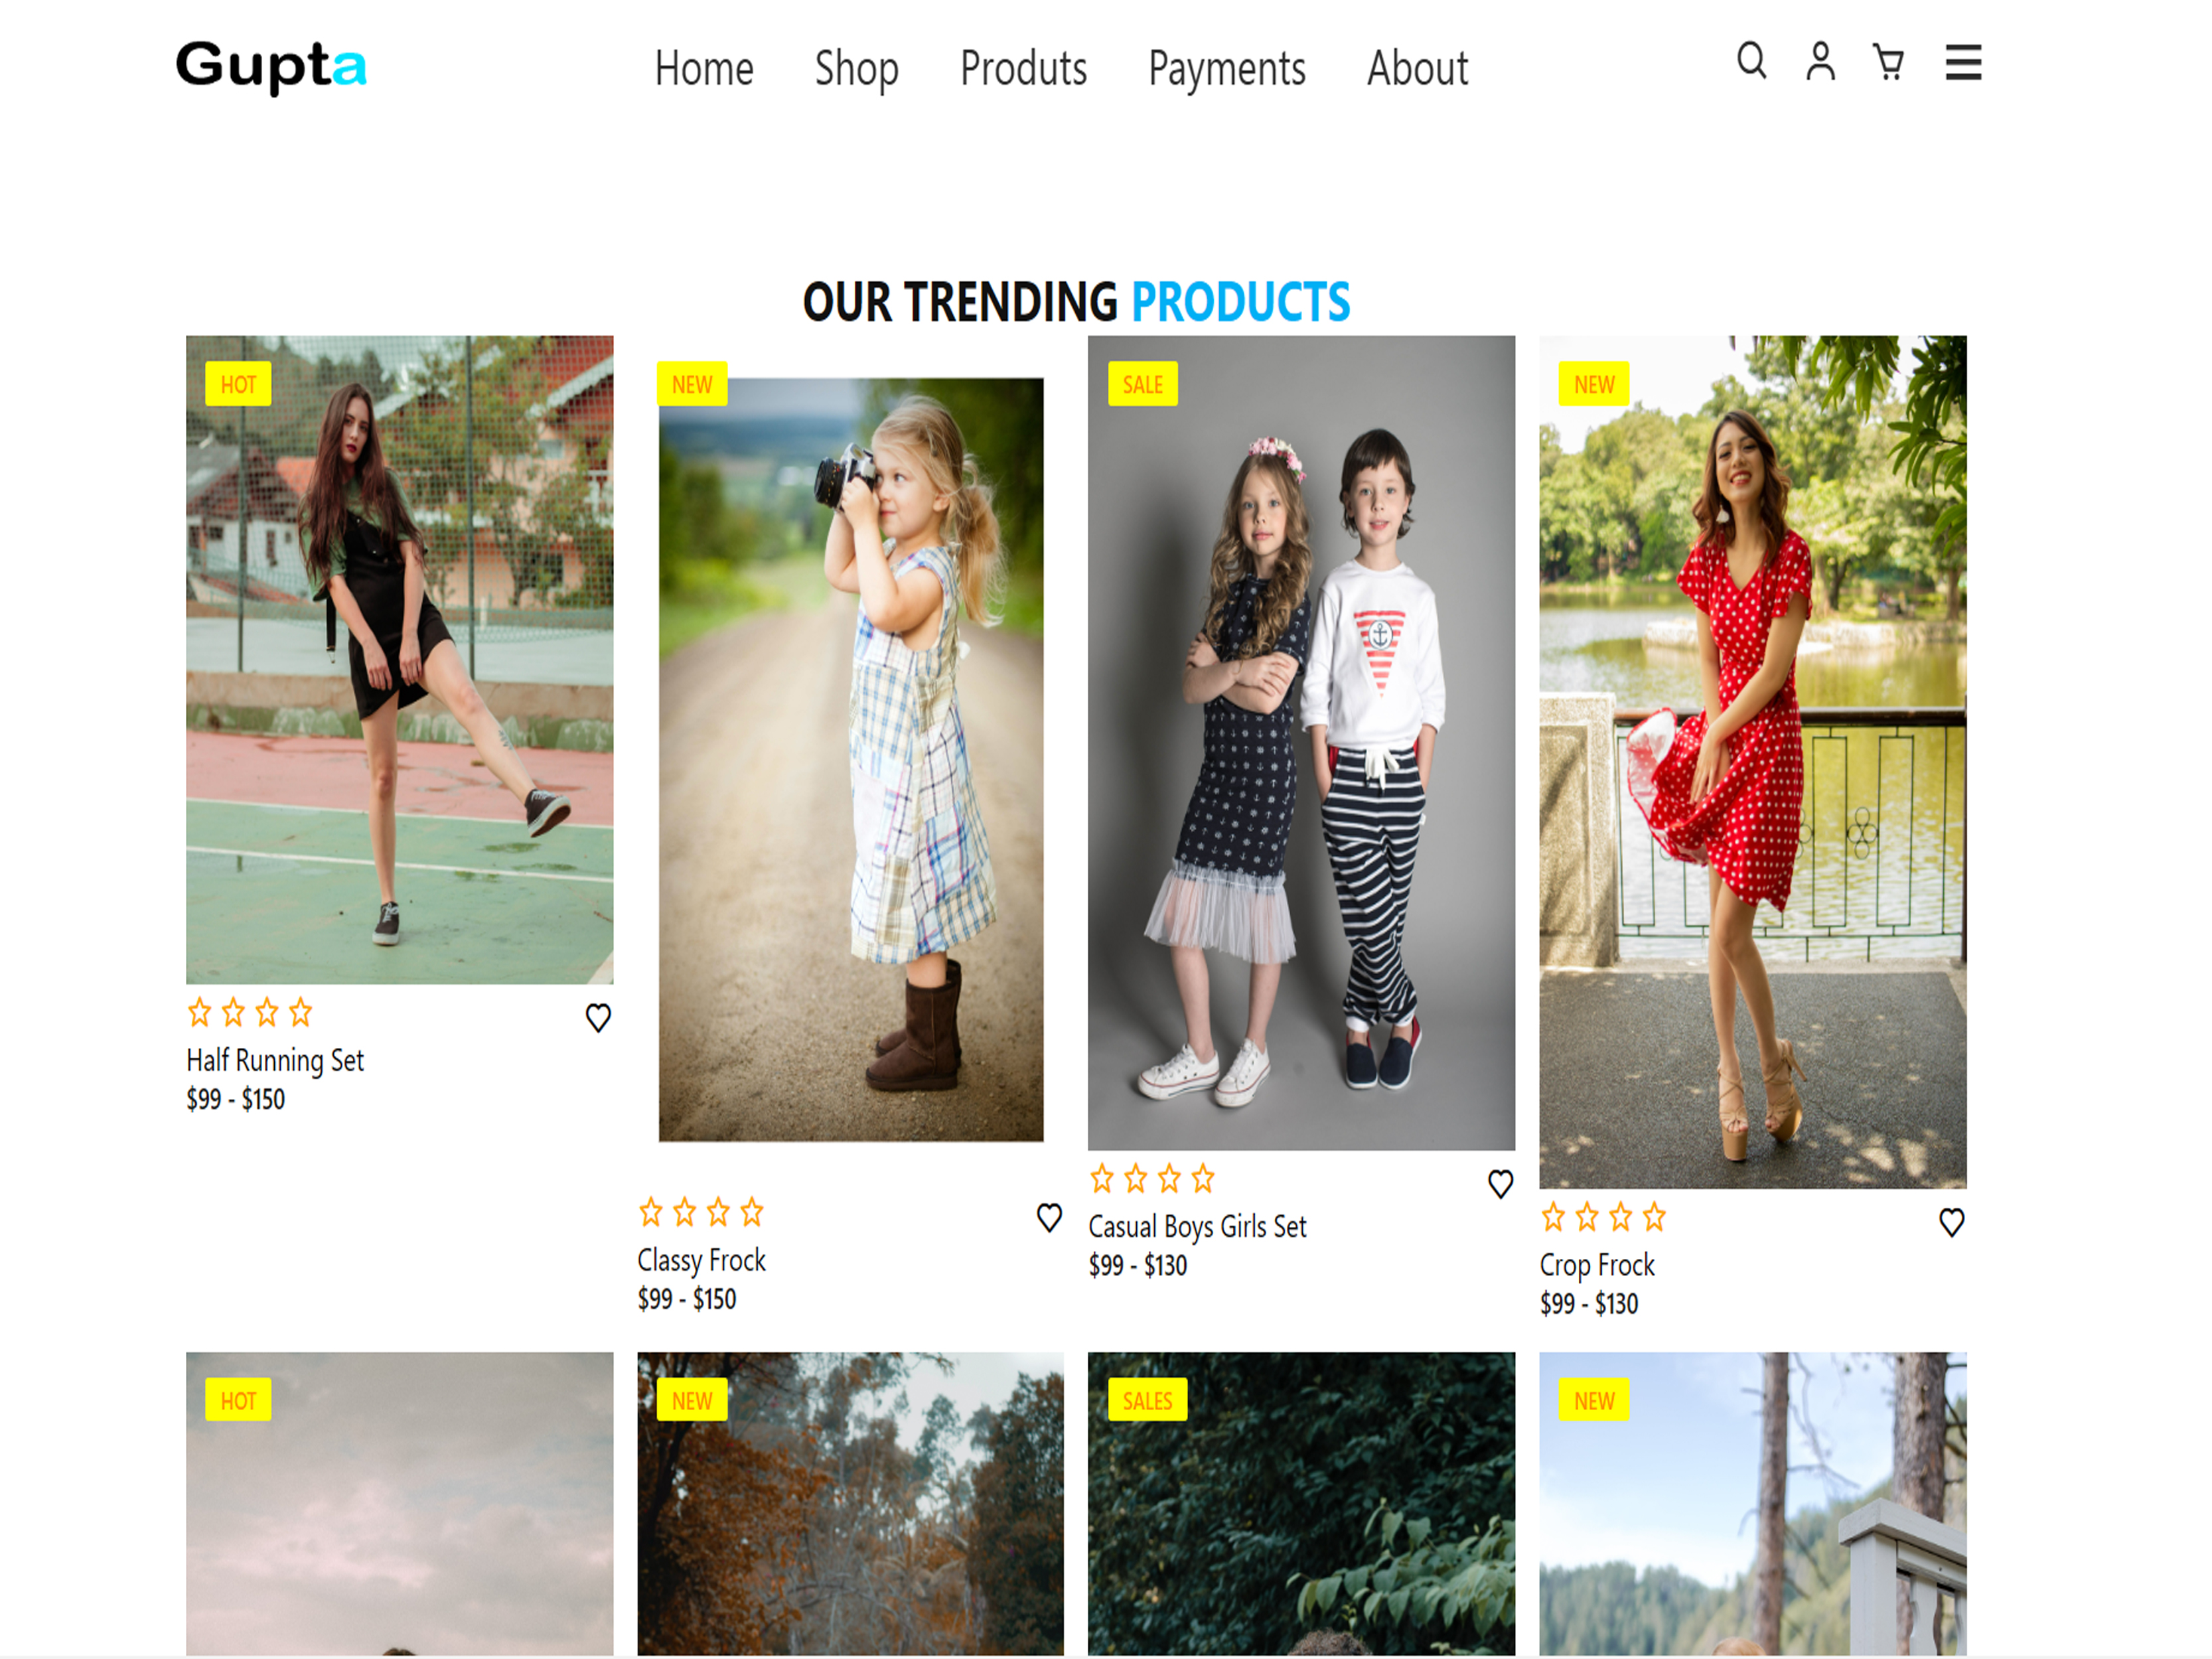 Gupta
Home Shop Produts Payments About
OUR TRENDING PRODUCTS
HOT
NEW
SALE
NEW
Half Running Set
$99 - $150
Classy Frock
$99 - $150
Casual Boys Girls Set
$99 - $130
Crop Frock
$99 - $130
HOT
NEW
SALES
NEW